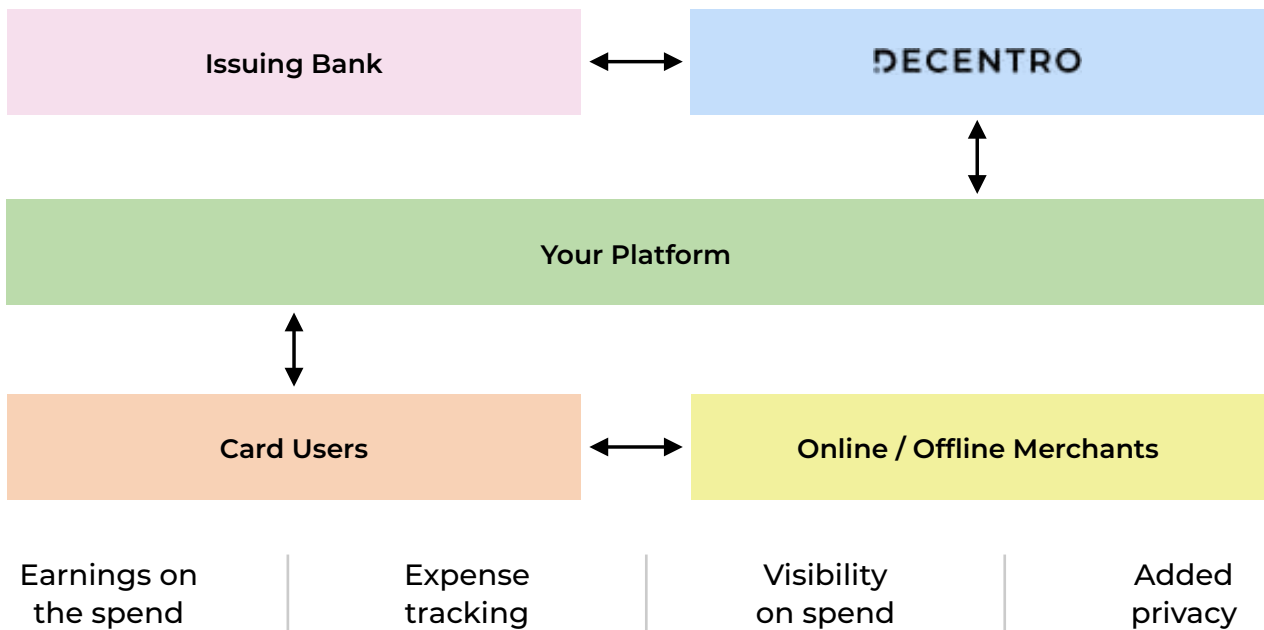 Issuing Bank
DECENTRO
Your Platform
Card Users
Online / Offline Merchants
Earnings on
the spend
Expense
tracking
Visibility
on spend
Added
privacy